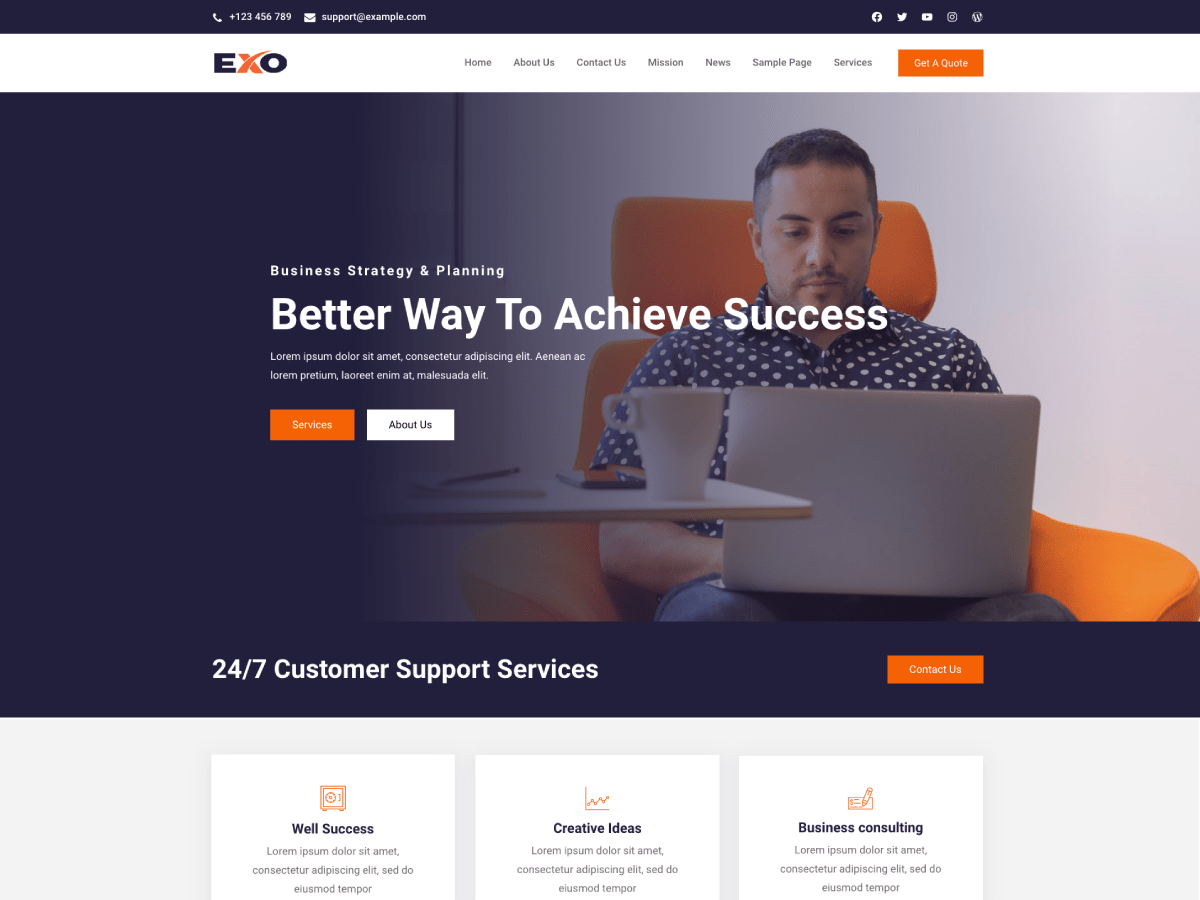 +123 456 789 support@example.com
EXO
Home About Us Contact Us Mission News Sample Page Services Get A Quote
Business Strategy & Planning
Better Way To Achieve Success
Lorem ipsum dolor sit amet, consectetur adipiscing elit. Aenean ac
lorem pretium, laoreet enim at, malesuada elit.
Services About Us
24/7 Customer Support Services
Contact Us
Well Success
Lorem ipsum dolor sit amet,
consectetur adipiscing elit, sed do
eiusmod tempor
Creative Ideas
Lorem ipsum dolor sit amet,
consectetur adipiscing elit, sed do
eiusmod tempor
Business consulting
Lorem ipsum dolor sit amet,
consectetur adipiscing elit, sed do
eiusmod tempor